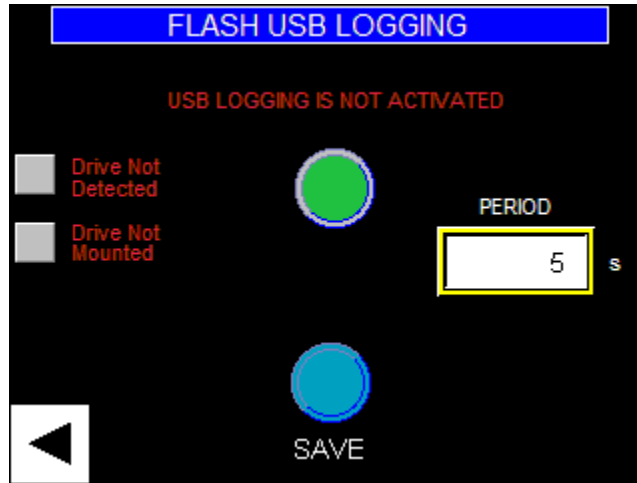 FLASH USB LOGGING
USB LOGGING IS NOT ACTIVATED
Drive Not
Detected
Drive Not
Mounted
PERIOD
5 s
SAVE